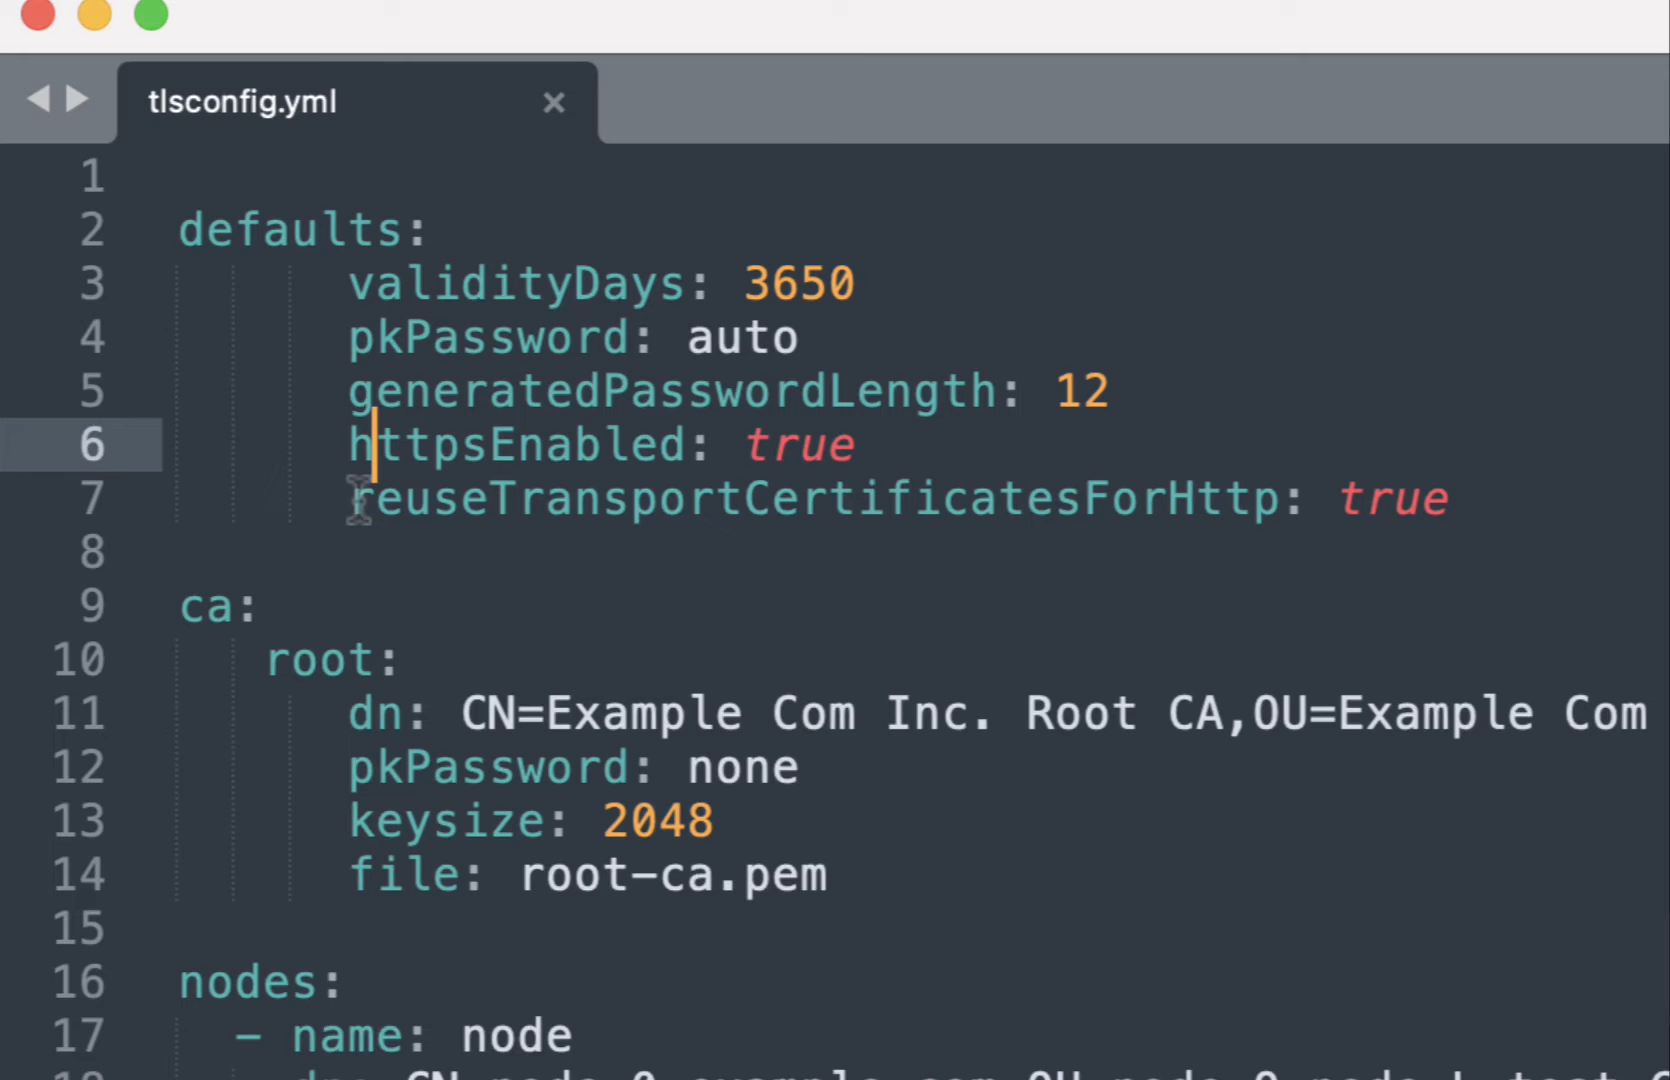 tlsconfig.yml
1
2 defaults:
3 validityDays: 3650
4 pkPassword: auto
5 generatedPasswordLength: 12
6 httpsEnabled: true
7 reuseTransportCertificatesForHttp: true
8
9 ca:
10 root:
11 dn: CN=Example Com Inc. Root CA,OU=Example Com
12 pkPassword: none
13 keysize: 2048
14 file: root-ca.pem
15
16 nodes:
17 - name: node